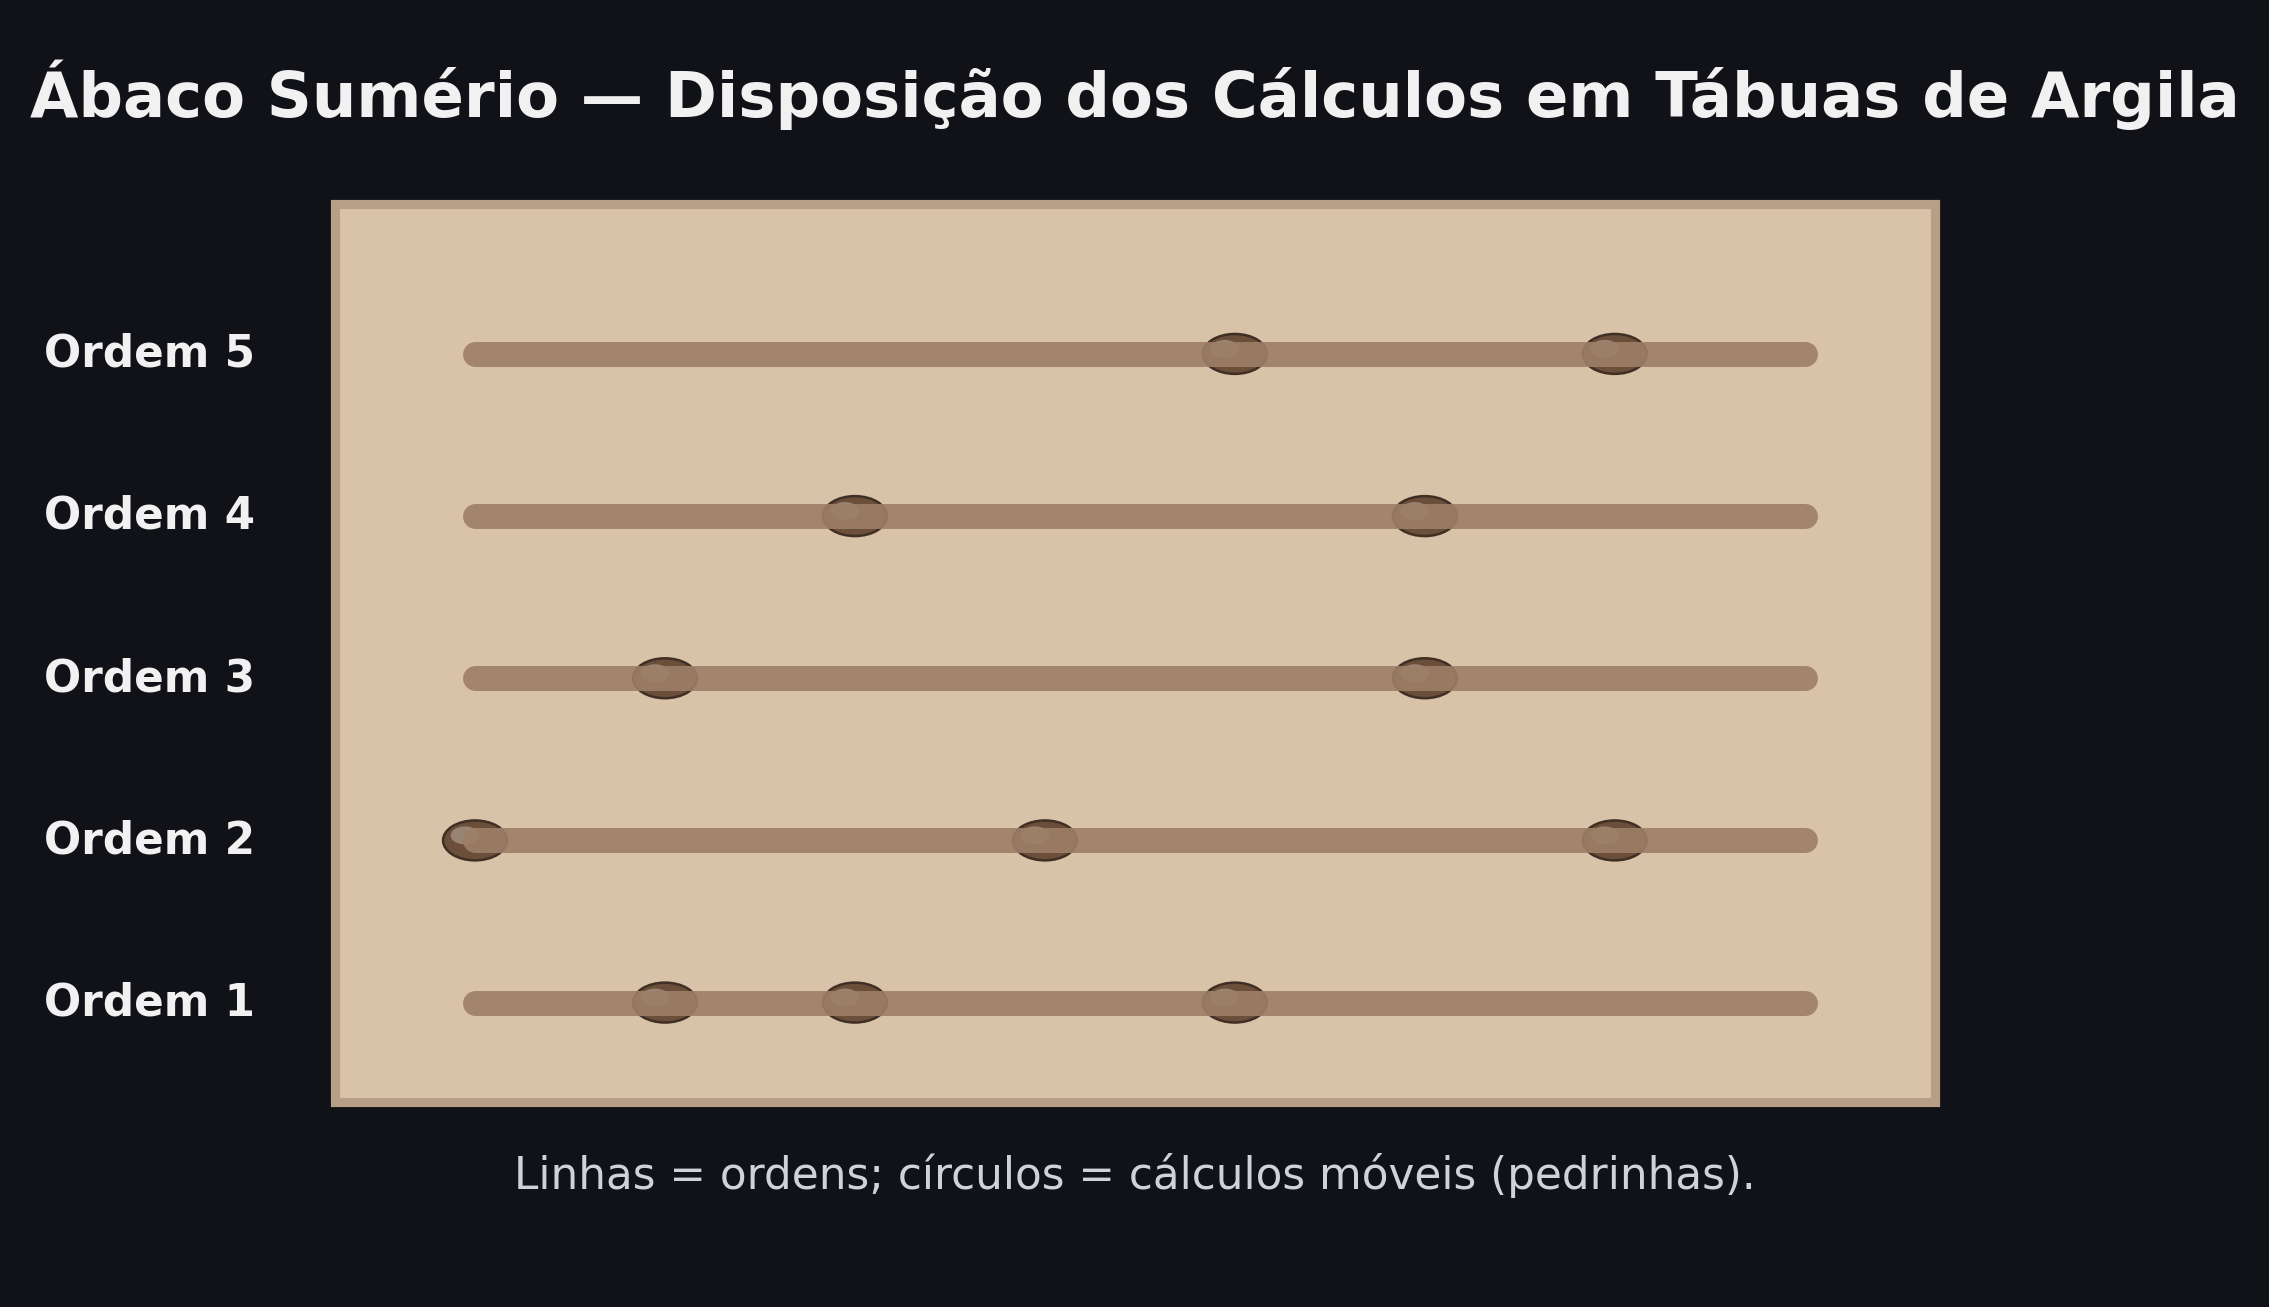 Ábaco Sumério — Disposição dos Cálculos em Tábuas de Argila
Ordem 5
Ordem 4
Ordem 3
Ordem 2
Ordem 1
Linhas = ordens; círculos = cálculos móveis (pedrinhas).